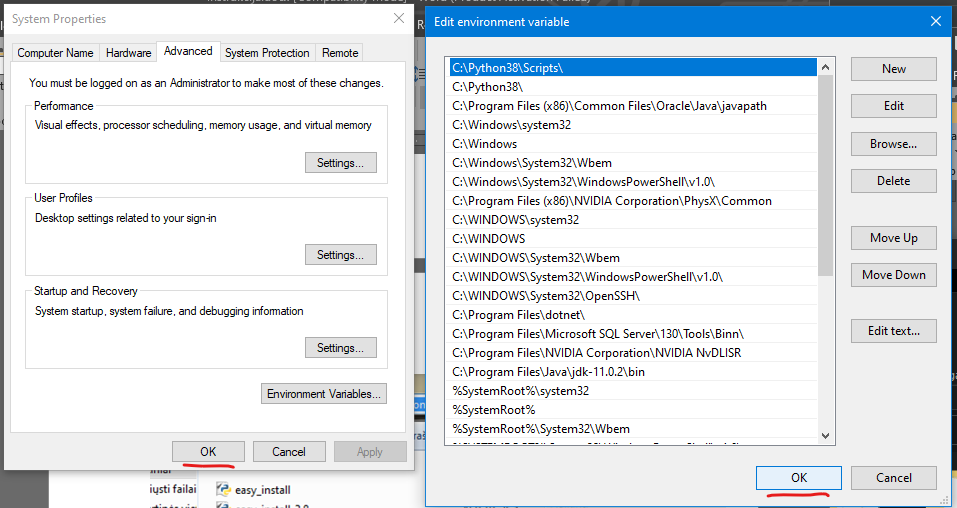 System Properties
Computer Name
Hardware
Advanced
System Protection
Remote
You must be logged on as an Administrator to make most of these changes.
Performance
Visual effects, processor scheduling, memory usage, and virtual memory
Settings...
User Profiles
Desktop settings related to your sign-in
Settings...
Startup and Recovery
System startup, system failure, and debugging information
Settings...
Environment Variables...
OK
Cancel
Apply
easy_install
Edit environment variable
C:\Python38\Scripts\
C:\Python38\
C:\Program Files (x86)\Common Files\Oracle\Java\javapath
C:\Windows\system32
C:\Windows
C:\Windows\System32\Wbem
C:\Windows\System32\WindowsPowerShell\v1.0\
C:\Program Files (x86)\NVIDIA Corporation\PhysX\Common
C:\WINDOWS\system32
C:\WINDOWS
C:\WINDOWS\System32\Wbem
C:\WINDOWS\System32\WindowsPowerShell\v1.0\
C:\WINDOWS\System32\OpenSSH\
C:\Program Files\dotnet\
C:\Program Files\Microsoft SQL Server\130\Tools\Binn\
C:\Program Files\NVIDIA Corporation\NVIDIA NvDLISR
C:\Program Files\Java\jdk-11.0.2\bin
%SystemRoot%\system32
%SystemRoot%
%SystemRoot%\System32\Wbem
New
Edit
Browse...
Delete
Move Up
Move Down
Edit text...
OK
Cancel